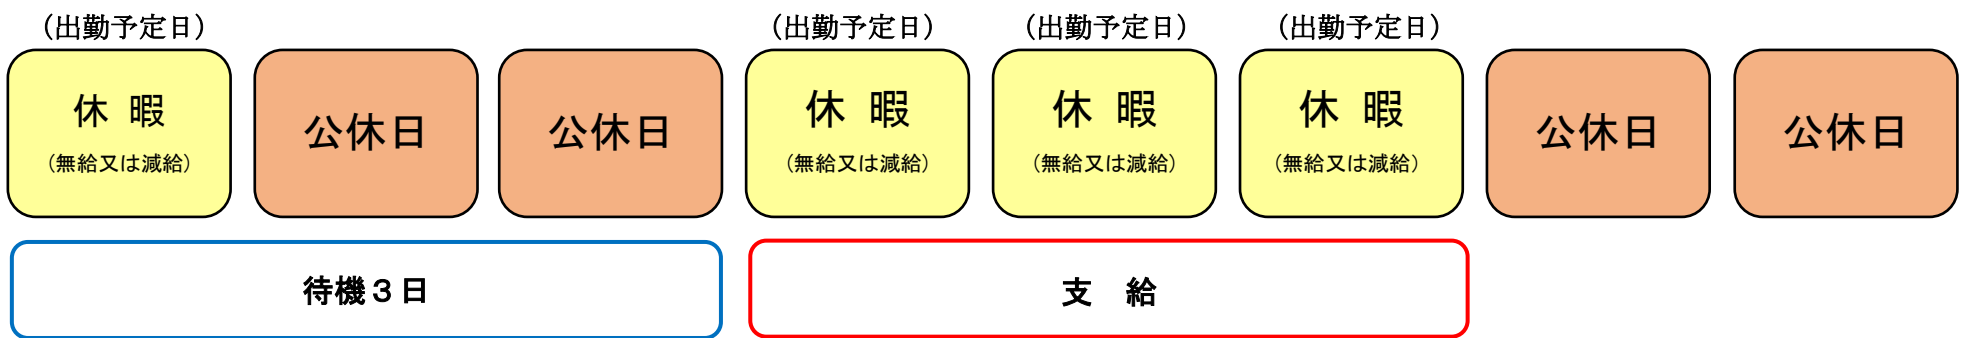 （出勤予定日）（出勤予定日）（出勤予定日）（出勤予定日）
休 暇 公休日 公休日 休 暇 休 暇 休 暇 公休日 公休日
（無給又は減給）（無給又は減給）（無給又は減給）（無給又は減給）
待機３日 支 給